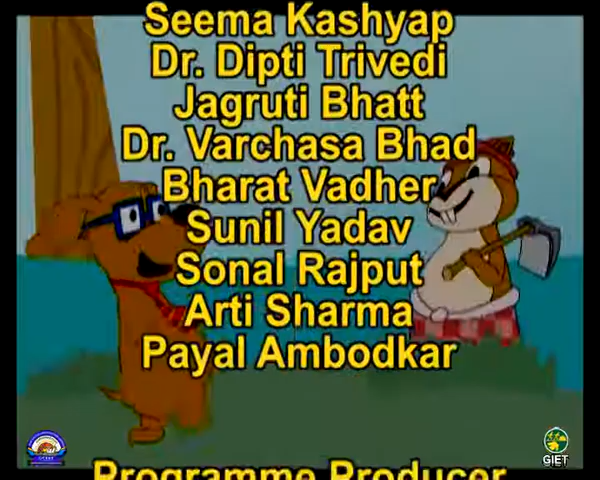 Seema Kashyap
Dr. Dipti Trivedi
Jagruti Bhatt
Dr. Varchasa Bhad
Bharat Vadher
Sunil Yadav
Sonal Rajput
Arti Sharma
Payal Ambodkar
GIET
Programme Producer